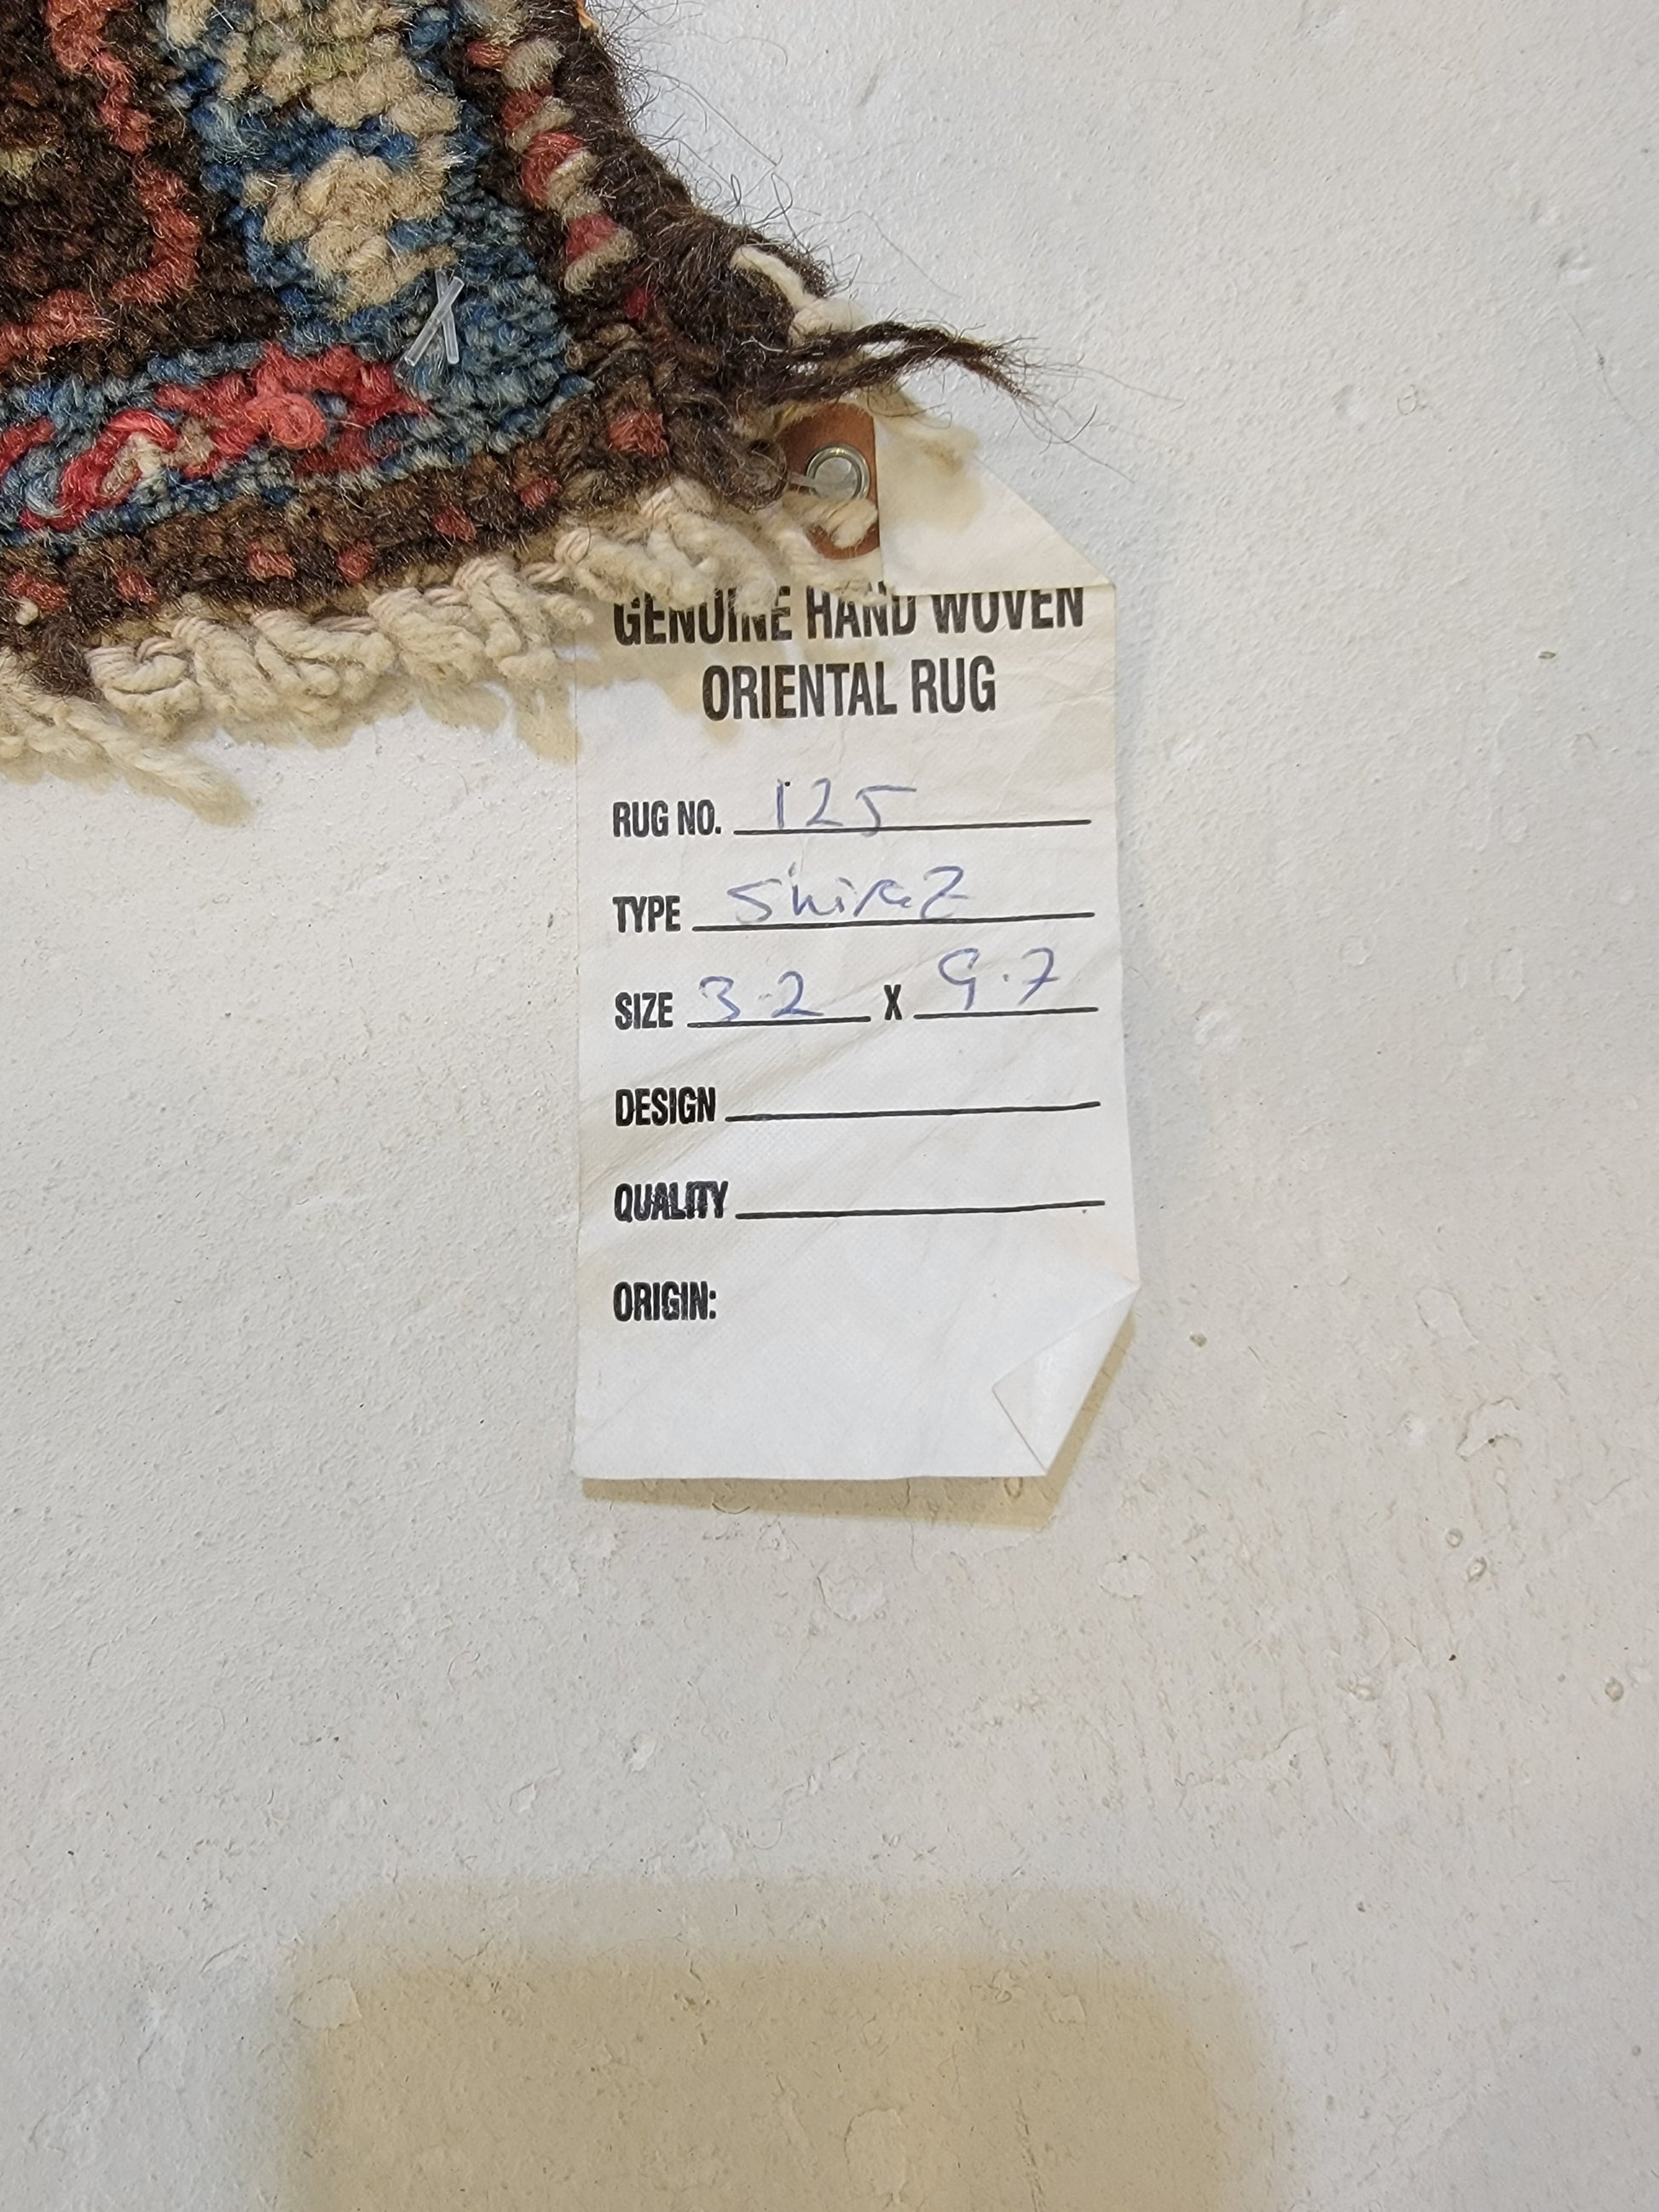 GENUINE HAND WOVEN
ORIENTAL RUG
RUG NO. 125
TYPE Shiraz
SIZE 3.2 X 9.7
DESIGN
QUALITY
ORIGIN: